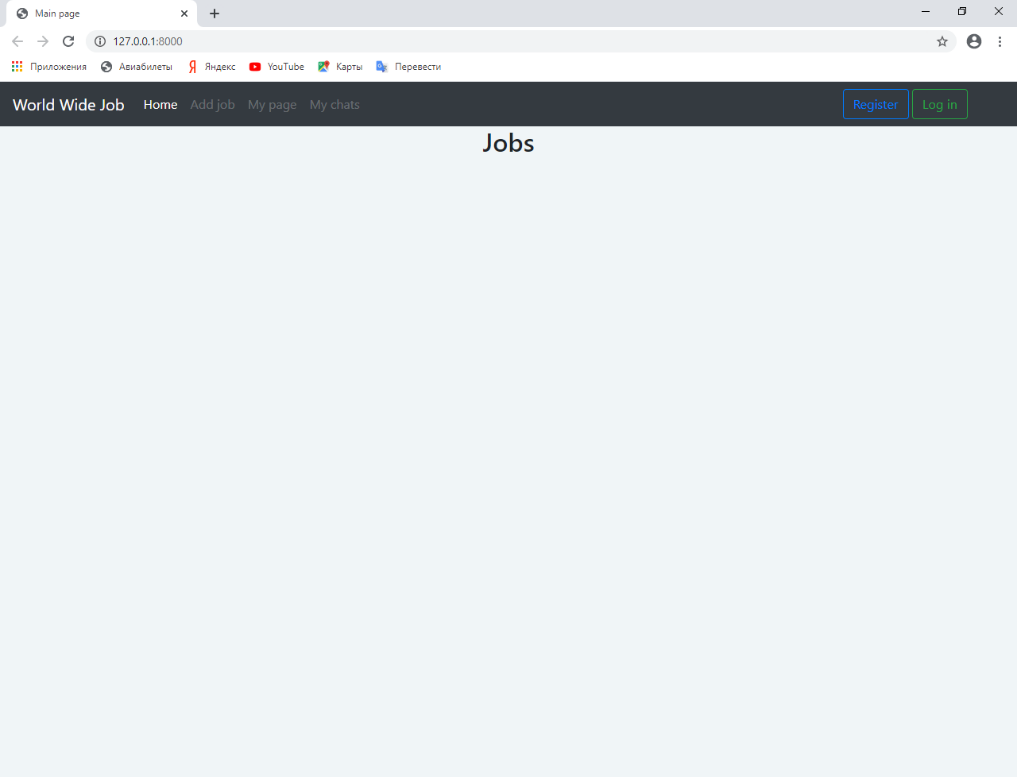 Main page
127.0.0.1:8000
Приложения Авиабилеты Яндекс YouTube Карты Перевести
World Wide Job Home Add job My page My chats Register Log in
Jobs